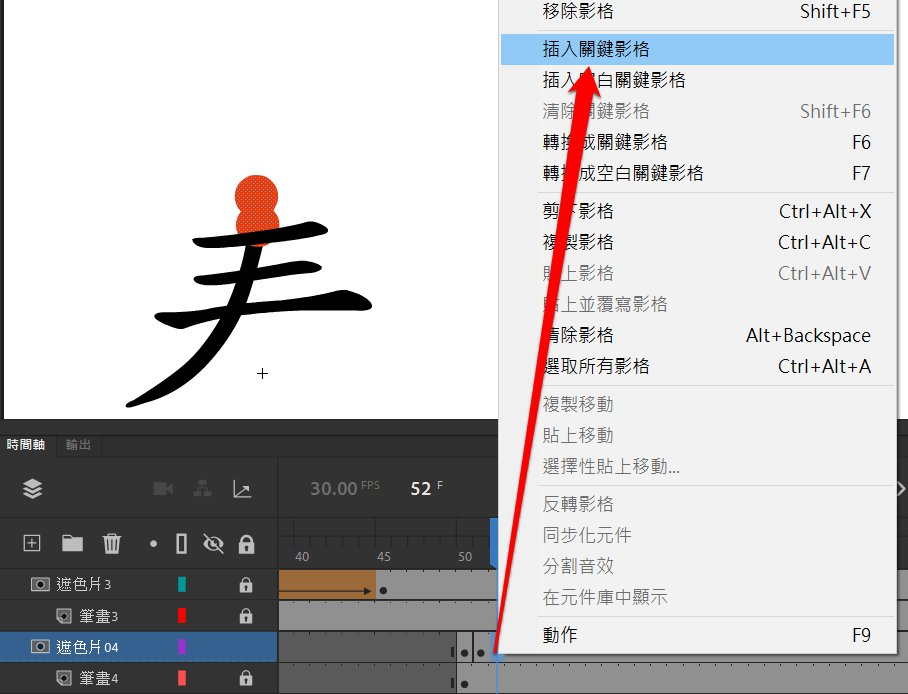 移除影格 Shift+F5
插入關鍵影格
插入空白關鍵影格
清除關鍵影格 Shift+F6
轉換成關鍵影格 F6
轉換成空白關鍵影格 F7
剪下影格 Ctrl+Alt+X
複製影格 Ctrl+Alt+C
貼上影格 Ctrl+Alt+V
貼上並覆寫影格
清除影格 Alt+Backspace
選取所有影格 Ctrl+Alt+A
複製移動
貼上移動
選擇性貼上移動...
反轉影格
同步化元件
分割音效
在元件庫中顯示
動作 F9
時間軸 輸出
30.00 FPS 52 F
40 45 50
遮色片3
筆畫3
遮色片04
筆畫4